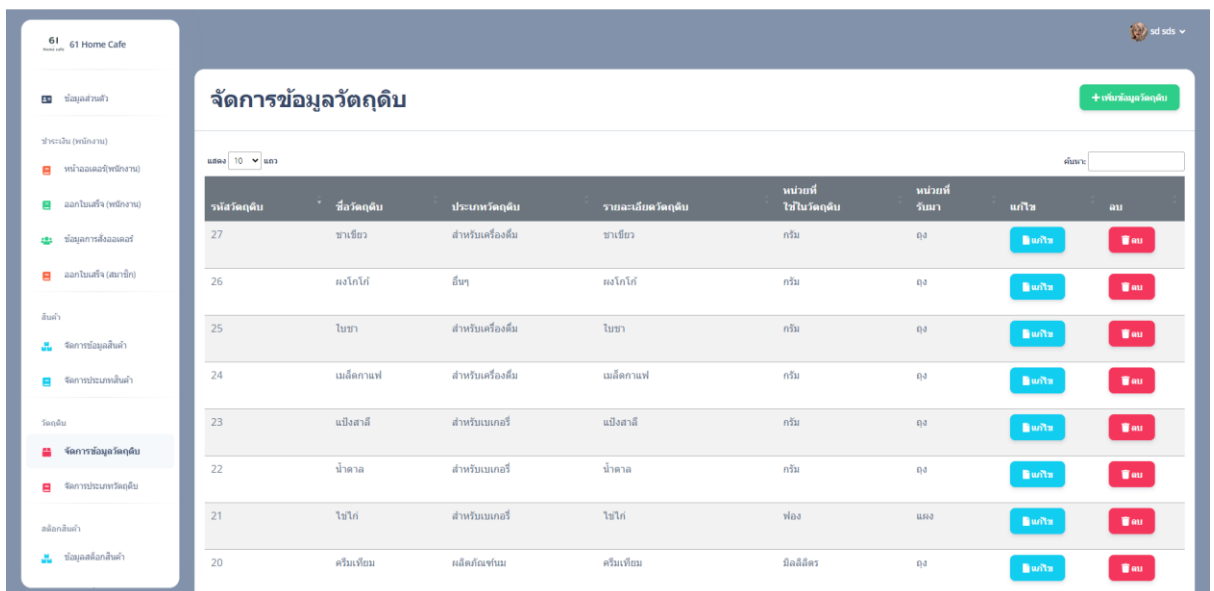 61
Home cafe
61 Home Cafe
sd sds
ข้อมูลส่วนตัว
ชำระเงิน (พนักงาน)
หน้าออเดอร์(พนักงาน)
ออกใบเสร็จ (พนักงาน)
ข้อมูลการสั่งออเดอร์
ออกใบเสร็จ (สมาชิก)
สินค้า
จัดการข้อมูลสินค้า
จัดการประเภทสินค้า
วัตถุดิบ
จัดการข้อมูลวัตถุดิบ
จัดการประเภทวัตถุดิบ
สต็อกสินค้า
ข้อมูลสต็อกสินค้า
จัดการข้อมูลวัตถุดิบ
+ เพิ่มข้อมูลวัตถุดิบ
แสดง 10 แถว
ค้นหา:
รหัสวัตถุดิบ ชื่อวัตถุดิบ ประเภทวัตถุดิบ รายละเอียดวัตถุดิบ หน่วยที่ใช้ในวัตถุดิบ หน่วยที่รับมา แก้ไข ลบ
27 ชาเขียว สำหรับเครื่องดื่ม ชาเขียว กรัม ถุง แก้ไข ลบ
26 ผงโกโก้ อื่นๆ ผงโกโก้ กรัม ถุง แก้ไข ลบ
25 ใบชา สำหรับเครื่องดื่ม ใบชา กรัม ถุง แก้ไข ลบ
24 เมล็ดกาแฟ สำหรับเครื่องดื่ม เมล็ดกาแฟ กรัม ถุง แก้ไข ลบ
23 แป้งสาลี สำหรับเบเกอรี่ แป้งสาลี กรัม ถุง แก้ไข ลบ
22 น้ำตาล สำหรับเบเกอรี่ น้ำตาล กรัม ถุง แก้ไข ลบ
21 ไข่ไก่ สำหรับเบเกอรี่ ไข่ไก่ ฟอง แผง แก้ไข ลบ
20 ครีมเทียม ผลิตภัณฑ์นม ครีมเทียม มิลลิลิตร ถุง แก้ไข ลบ